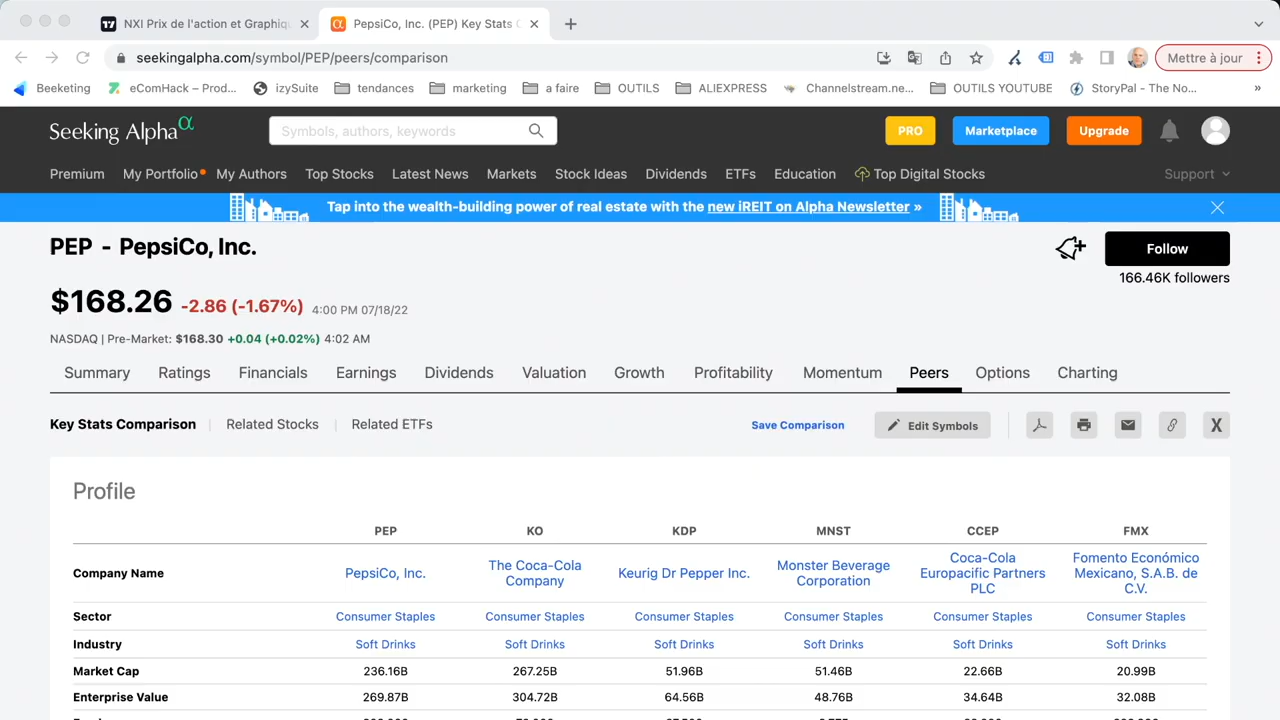 NXI Prix de l'action et Graphiqu
PepsiCo, Inc. (PEP) Key Stats C
seekingalpha.com/symbol/PEP/peers/comparison
Mettre à jour
Beeketing
eComHack – Prod...
izySuite
tendances
marketing
a faire
OUTILS
ALIEXPRESS
Channelstream.ne...
OUTILS YOUTUBE
StoryPal - The No...
»
Seeking Alpha α
Symbols, authors, keywords
PRO
Marketplace
Upgrade
Premium My Portfolio My Authors Top Stocks Latest News Markets Stock Ideas Dividends ETFs Education Top Digital Stocks Support
Tap into the wealth-building power of real estate with the new iREIT on Alpha Newsletter »
PEP - PepsiCo, Inc.
Follow
166.46K followers
$168.26 -2.86 (-1.67%) 4:00 PM 07/18/22
NASDAQ | Pre-Market: $168.30 +0.04 (+0.02%) 4:02 AM
Summary Ratings Financials Earnings Dividends Valuation Growth Profitability Momentum Peers Options Charting
Key Stats Comparison | Related Stocks | Related ETFs Save Comparison Edit Symbols X
Profile
PEP KO KDP MNST CCEP FMX
Company Name PepsiCo, Inc. The Coca-Cola Company Keurig Dr Pepper Inc. Monster Beverage Corporation Coca-Cola Europacific Partners PLC Fomento Económico Mexicano, S.A.B. de C.V.
Sector Consumer Staples Consumer Staples Consumer Staples Consumer Staples Consumer Staples Consumer Staples
Industry Soft Drinks Soft Drinks Soft Drinks Soft Drinks Soft Drinks Soft Drinks
Market Cap 236.16B 267.25B 51.96B 51.46B 22.66B 20.99B
Enterprise Value 269.87B 304.72B 64.56B 48.76B 34.64B 32.08B